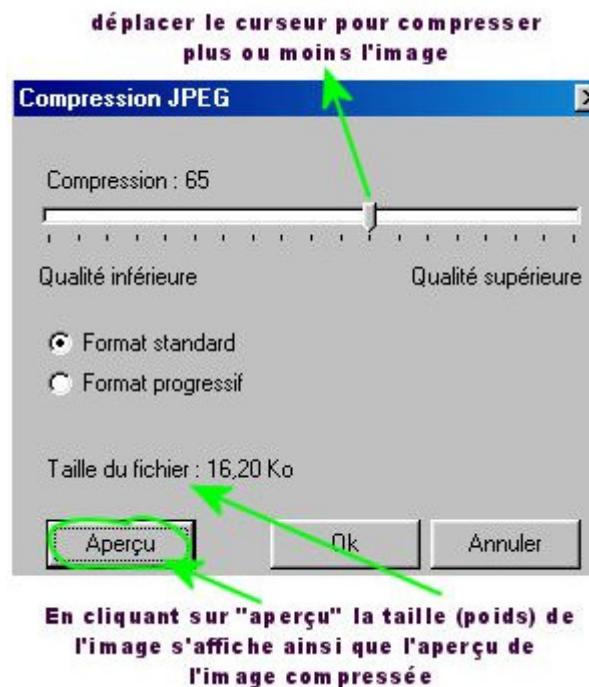 déplacer le curseur pour compresser
plus ou moins l'image
Compression JPEG
Compression : 65
Qualité inférieure
Qualité supérieure
Format standard
Format progressif
Taille du fichier : 16,20 Ko
Aperçu
Ok
Annuler
En cliquant sur "aperçu" la taille (poids) de
l'image s'affiche ainsi que l'aperçu de
l'image compressée